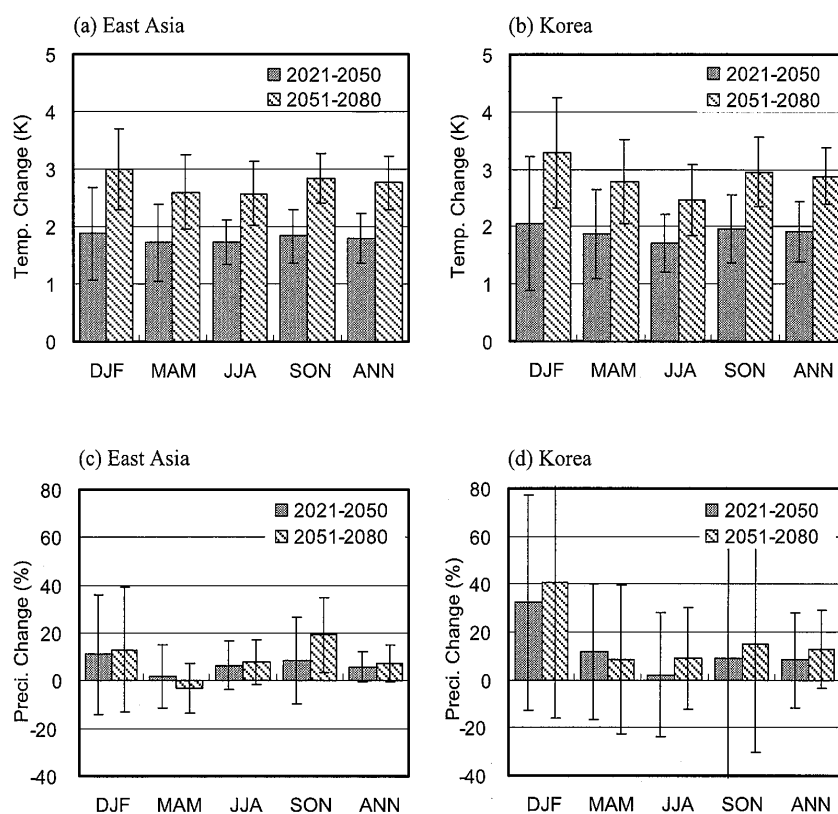 (a) East Asia
5
4
3
2
1
0
Temp. Change (K)
2021-2050
2051-2080
DJF MAM JJA SON ANN
(b) Korea
5
4
3
2
1
0
Temp. Change (K)
2021-2050
2051-2080
DJF MAM JJA SON ANN
(c) East Asia
80
60
40
20
0
-20
-40
Preci. Change (%)
2021-2050
2051-2080
DJF MAM JJA SON ANN
(d) Korea
80
60
40
20
0
-20
-40
Preci. Change (%)
2021-2050
2051-2080
DJF MAM JJA SON ANN